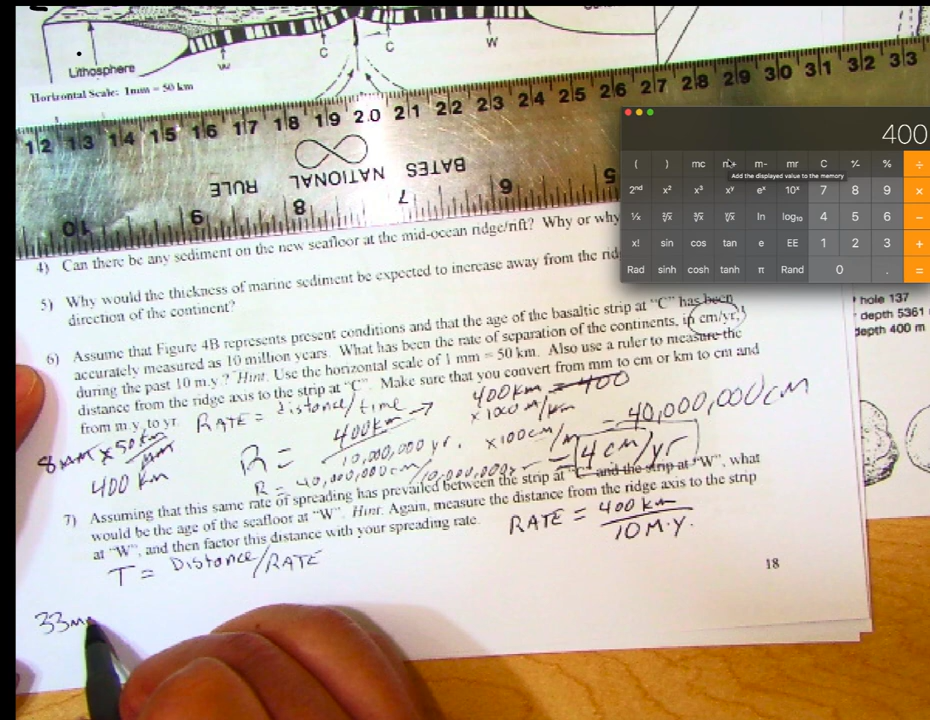 Lithosphere
W
C
C
W
Horizontal Scale: 1mm = 50 km
12 13 14 15 16 17 18 19 20 21 22 23 24 25 26 27 28 29 30 31 32 33
BATES NATIONAL RULE
10 9 8 7 6 5
400
( ) mc m+ m- mr C % ÷
Add the displayed value to the memory
2nd x² x³ xʸ eˣ 10ˣ 7 8 9 ×
¹/x ²√x ³√x ʸ√x ln log₁₀ 4 5 6 −
x! sin cos tan e EE 1 2 3 +
Rad sinh cosh tanh π Rand 0 . =
hole 137
depth 5361
depth 400 m
4) Can there be any sediment on the new seafloor at the mid-ocean ridge/rift? Why or why
5) Why would the thickness of marine sediment be expected to increase away from the rid
direction of the continent?
6) Assume that Figure 4B represents present conditions and that the age of the basaltic strip at "C" has been
accurately measured as 10 million years. What has been the rate of separation of the continents, in cm/yr,
during the past 10 m.y.? Hint: Use the horizontal scale of 1 mm = 50 km. Also use a ruler to measure the
distance from the ridge axis to the strip at "C". Make sure that you convert from mm to cm or km to cm and
from m.y. to yr.
RATE = distance/time
400km = 400
× 1000 m/km
× 100cm/m
= 40,000,000cm
8 mm × 50 km/mm
400 km
R = 400km/10,000,000 yr.
R = 40,000,000cm/10,000,000yr = 4 cm/yr
7) Assuming that this same rate of spreading has prevailed between the strip at "C" and the strip at "W", what
would be the age of the seafloor at "W". Hint: Again, measure the distance from the ridge axis to the strip
at "W", and then factor this distance with your spreading rate.
RATE = 400 km/10 M.Y.
T = Distance/RATE
18
33m